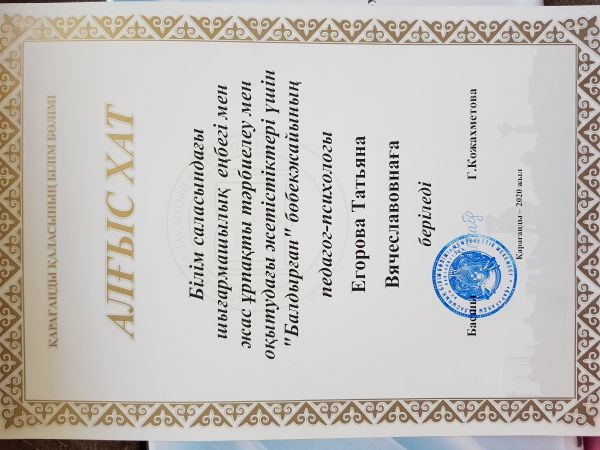 ҚАРАҒАНДЫ ҚАЛАСЫНЫҢ БІЛІМ БӨЛІМІ
АЛҒЫС ХАТ
Білім саласындағы
шығармашылық еңбегі мен
жас ұрпақты тәрбиелеу мен
оқытудағы жетістіктері үшін
"Балдырған" бөбекжайының
педагог-психологы
Егорова Татьяна
Вячеславовнаға
беріледі
Басшы Г.Кожахметова
Қарағанды – 2020 жыл